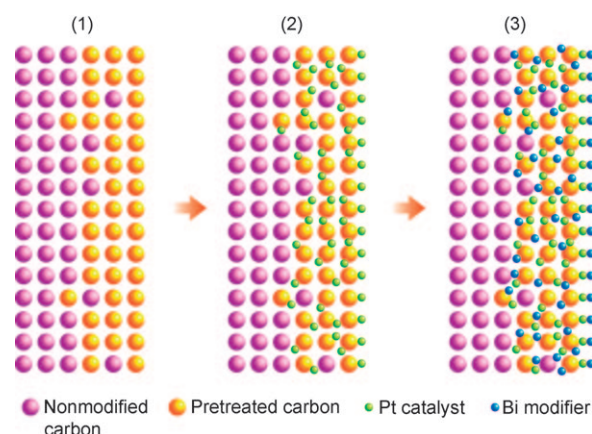 (1) (2) (3)
Nonmodified carbon
Pretreated carbon
Pt catalyst
Bi modifier